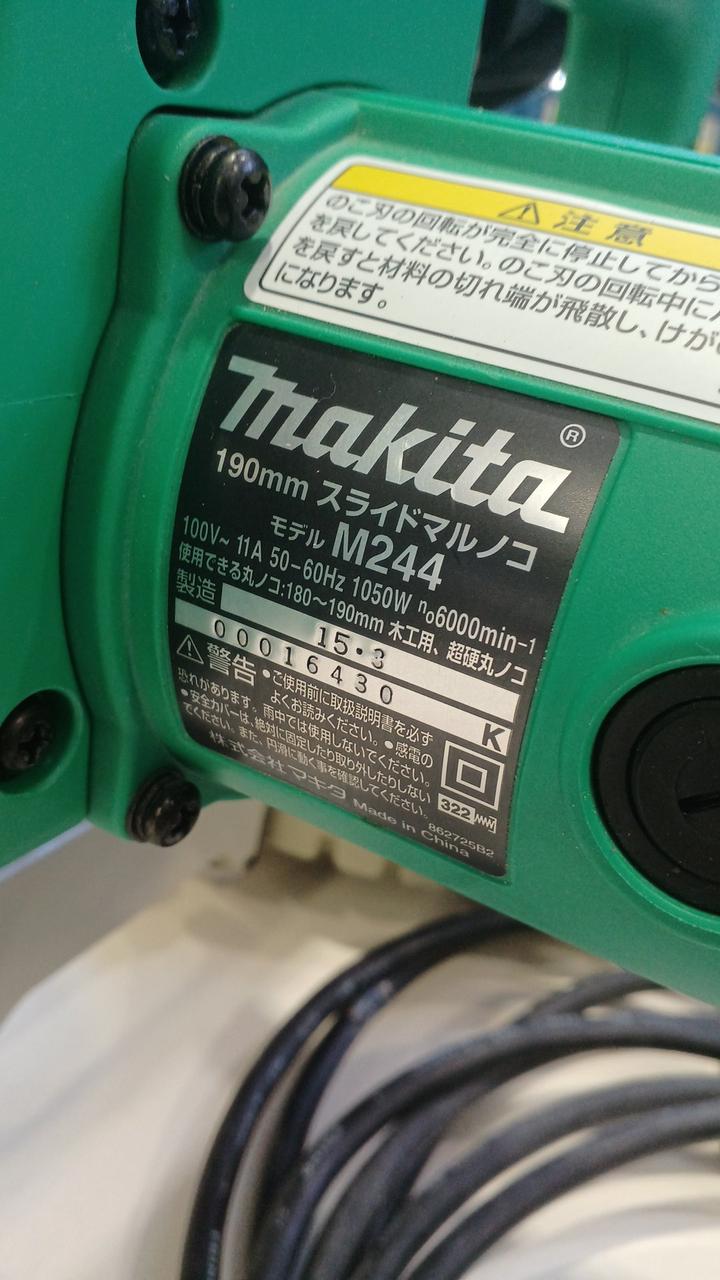 ⚠ 注意
のこ刃の回転が完全に停止してから
を戻してください。のこ刃の回転中に
を戻すと材料の切れ端が飛散し、けが
になります。
makita®
190mm スライドマルノコ
モデル M244
100V~ 11A 50-60Hz 1050W n₀6000min⁻¹
使用できる丸ノコ:180〜190mm 木工用、超硬丸ノコ
製造 15・3
00016430 K
⚠ 警告 •ご使用前に取扱説明書を必ず
よくお読みください。•感電の
恐れがあります。雨中では使用しないでください。
•安全カバーは、絶対に固定したり取り外したりしない
でください。また、円滑に動く事を確認してください。
322
株式会社マキタ Made in China 862725B2